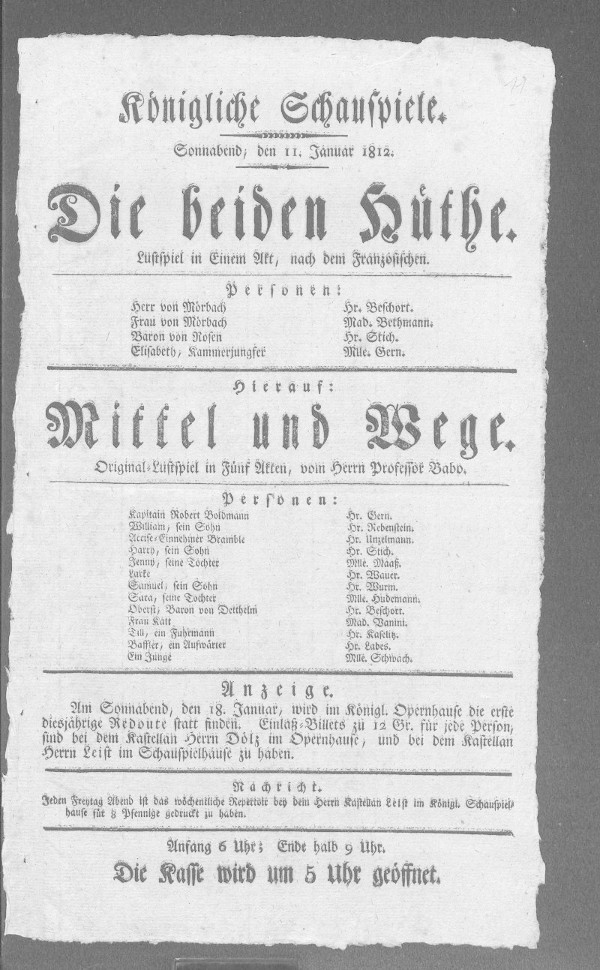 Königliche Schauspiele.
Sonnabend, den 11. Januar 1812.
Die beiden Hüthe.
Lustspiel in Einem Akt, nach dem Französischen.
Personen:
Herr von Mörbach Hr. Beschort.
Frau von Mörbach Mad. Bethmann.
Baron von Rosen Hr. Stich.
Elisabeth, Kammerjungfer Mlle. Gern.
Hierauf:
Mittel und Wege.
Original-Lustspiel in Fünf Akten, vom Herrn Professor Babo.
Personen:
Kapitain Robert Boldmann Hr. Gern.
William, sein Sohn Hr. Rebenstein.
Accise-Einnehmer Bramble Hr. Unzelmann.
Harry, sein Sohn Hr. Stich.
Jenny, seine Tochter Mlle. Maaß.
Larke Hr. Wauer.
Samuel, sein Sohn Hr. Wurm.
Sara, seine Tochter Mlle. Hudemann.
Oberst, Baron von Dettheim Hr. Beschort.
Frau Katt Mad. Vanini.
Till, ein Fuhrmann Hr. Kaselitz.
Baffler, ein Aufwärter Hr. Labes.
Ein Junge Mlle. Schwach.
Anzeige.
Am Sonnabend, den 18. Januar, wird im Königl. Opernhause die erste
diesjährige Redoute statt finden. Einlaß-Billets zu 12 Gr. für jede Person,
sind bei dem Kastellan Herrn Dölz im Opernhause, und bei dem Kastellan
Herrn Leist im Schauspielhause zu haben.
Nachricht.
Jeden Freytag Abend ist das wöchentliche Repertoir bey dem Herrn Kastellan Leist im Königl. Schauspiel-
hause für 3 Pfennige gedruckt zu haben.
Anfang 6 Uhr; Ende halb 9 Uhr.
Die Kasse wird um 5 Uhr geöffnet.